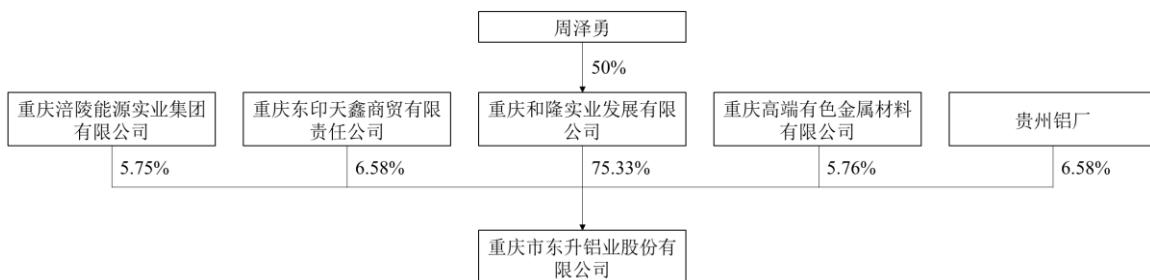 周泽勇
50%
重庆涪陵能源实业集团
有限公司
重庆东印天鑫商贸有限
责任公司
重庆和隆实业发展有限
公司
重庆高端有色金属材料
有限公司
贵州铝厂
5.75%
6.58%
75.33%
5.76%
6.58%
重庆市东升铝业股份有
限公司